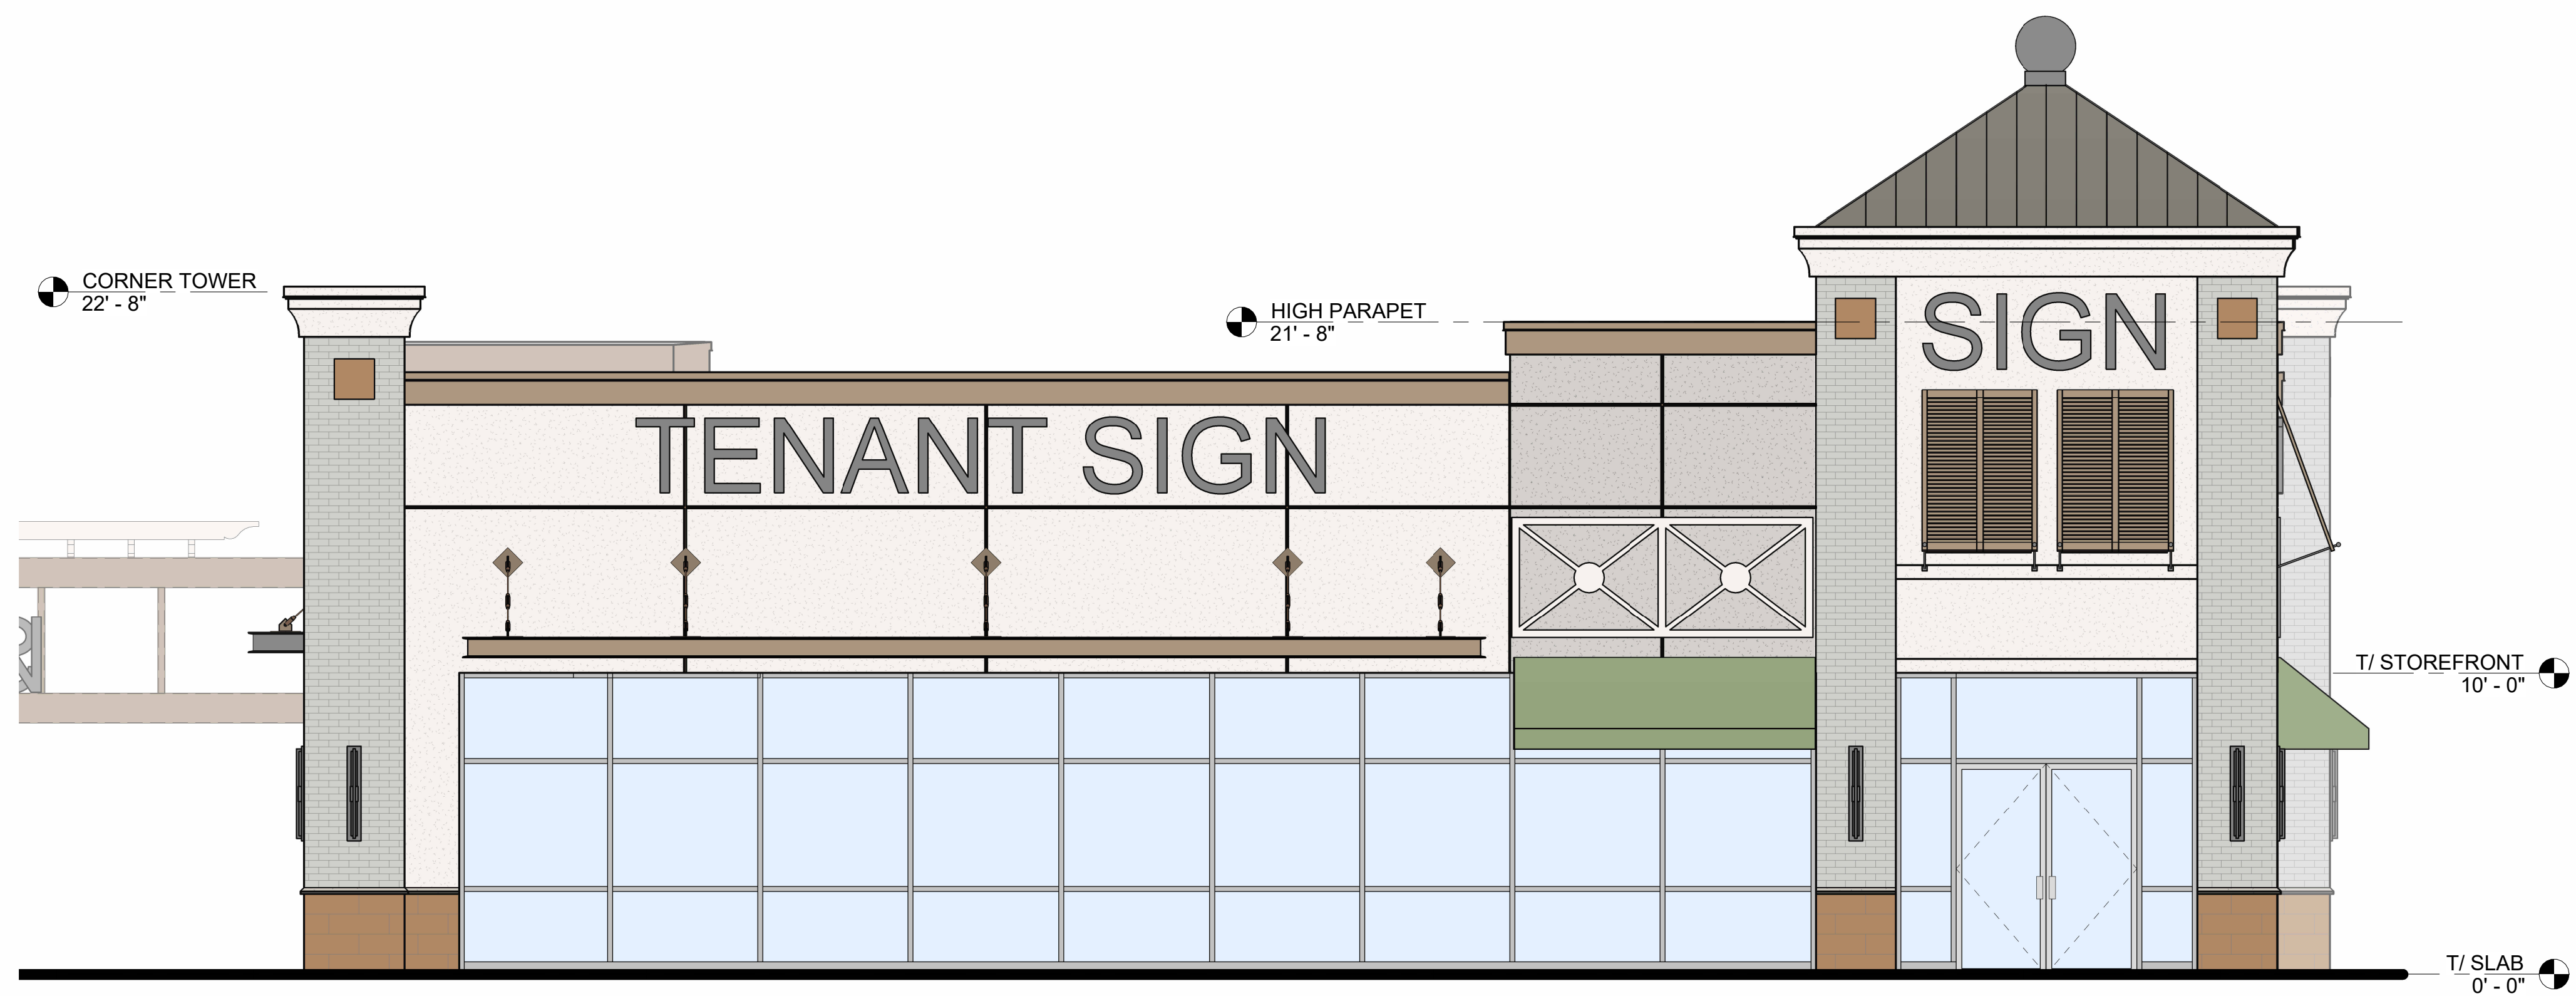 CORNER TOWER
22' - 8"
HIGH PARAPET
21' - 8"
SIGN
TENANT SIGN
T/ STOREFRONT
10' - 0"
T/ SLAB
0' - 0"